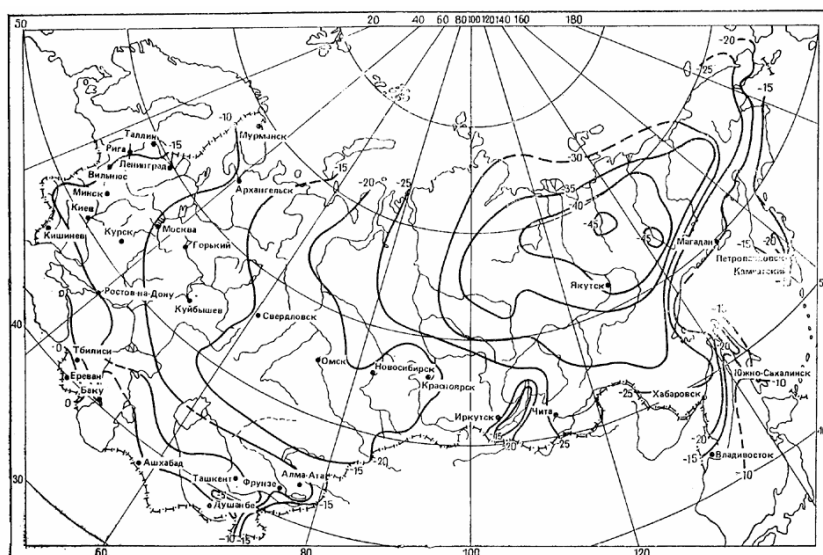 50
20 40 60 80 100 120 140 160 180
-20
-25
-15
Мурманск
-10
Таллин
-15
Рига
Ленинград
Вильнюс
Архангельск
-15
-20
-25
-30
-35
-40
-45
-45
Минск
Киев
Кишинев
Курск
Москва
Горький
Куйбышев
Свердловск
Ростов-на-Дону
Якутск
Магадан
-15
-20
Петропавловск-
Камчатский
40
Тбилиси
Ереван
Баку
0
0
Омск
Новосибирск
Красноярск
Иркутск
Чита
-25
-25
Хабаровск
Южно-Сахалинск
-10
-10
-20
-15
Владивосток
-10
30
Ашхабад
Ташкент
Фрунзе
Алма-Ата
Душанбе
-15
-15
-20
-10
-15
60
80
100
120